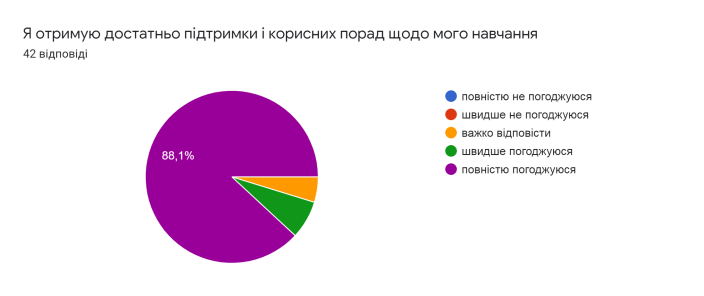 Я отримую достатньо підтримки і корисних порад щодо мого навчання
42 відповіді
88,1%
повністю не погоджуюся
швидше не погоджуюся
важко відповісти
швидше погоджуюся
повністю погоджуюся